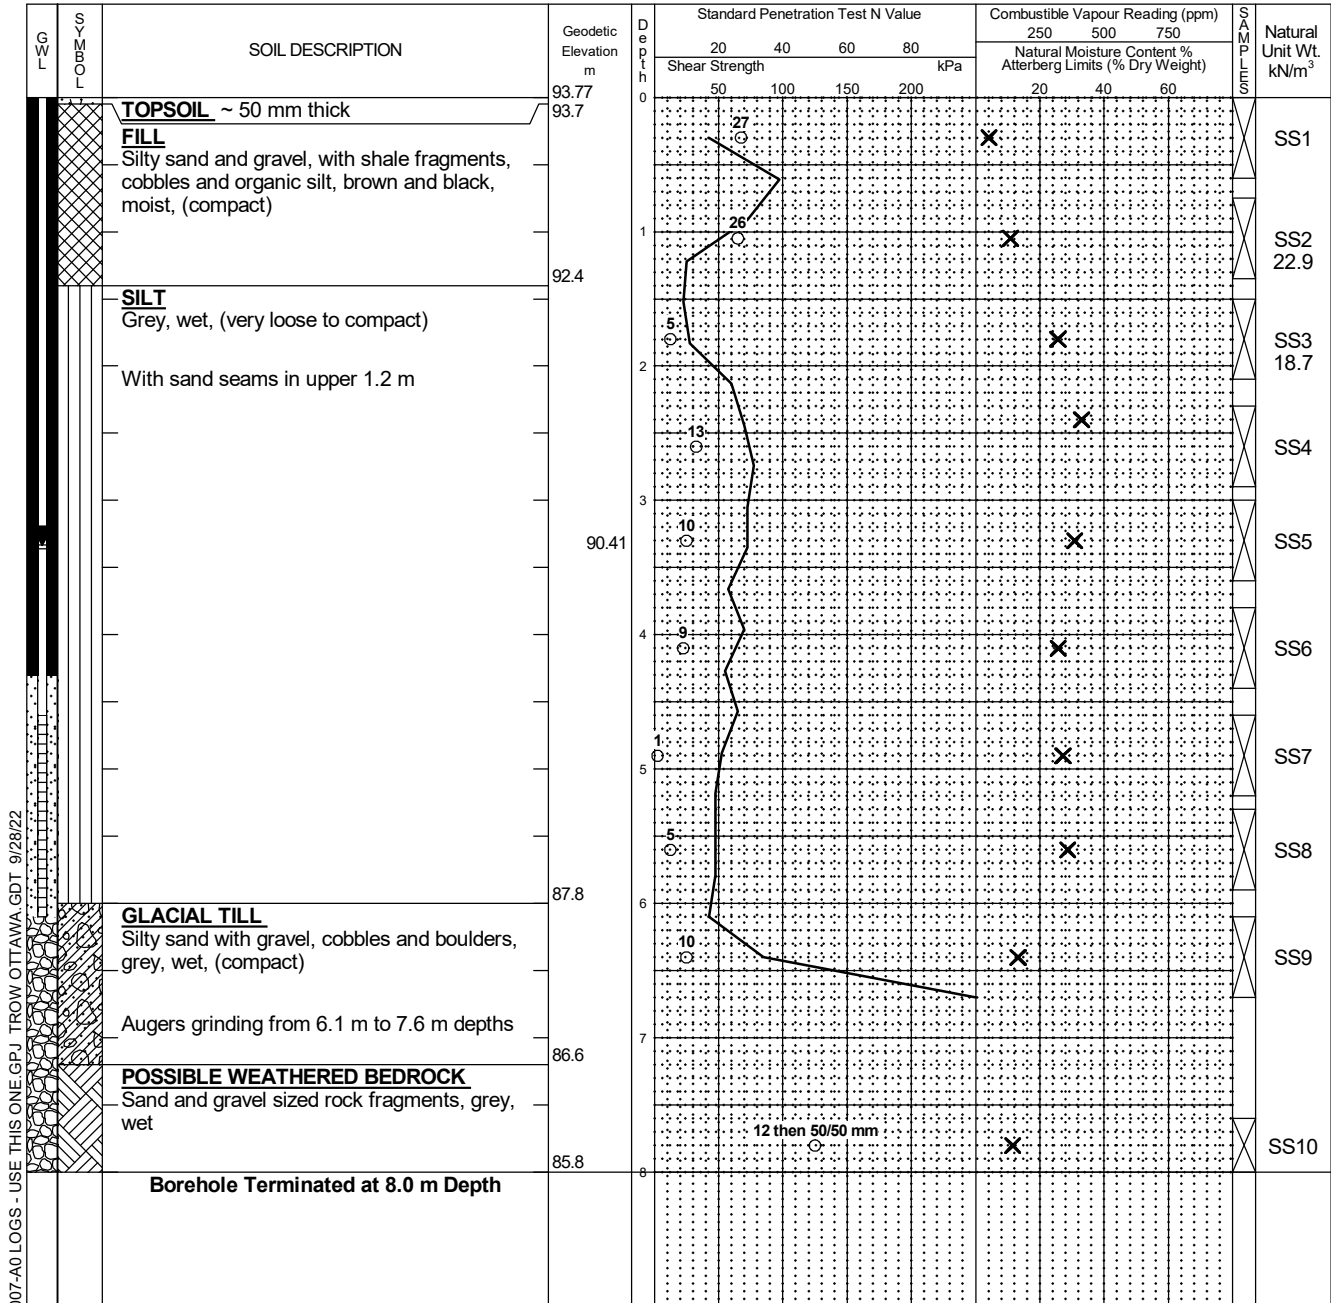 GWL
SYMBOL
SOIL DESCRIPTION
Geodetic
Elevation
m
Depth
Standard Penetration Test N Value
20 40 60 80
Shear Strength kPa
50 100 150 200
Combustible Vapour Reading (ppm)
250 500 750
Natural Moisture Content %
Atterberg Limits (% Dry Weight)
20 40 60
SAMPLES
Natural
Unit Wt.
kN/m³
93.77
0
TOPSOIL ~ 50 mm thick
93.7
FILL
27
SS1
Silty sand and gravel, with shale fragments,
cobbles and organic silt, brown and black,
moist, (compact)
26
1
SS2
22.9
92.4
SILT
Grey, wet, (very loose to compact)
5
SS3
18.7
2
With sand seams in upper 1.2 m
13
SS4
3
10
90.41
SS5
4
9
SS6
1
SS7
5
5
SS8
87.8
6
GLACIAL TILL
Silty sand with gravel, cobbles and boulders,
grey, wet, (compact)
10
SS9
Augers grinding from 6.1 m to 7.6 m depths
7
86.6
POSSIBLE WEATHERED BEDROCK
Sand and gravel sized rock fragments, grey,
wet
12 then 50/50 mm
SS10
85.8
8
Borehole Terminated at 8.0 m Depth
007-A0 LOGS - USE THIS ONE.GPJ TROW OTTAWA.GDT 9/28/22